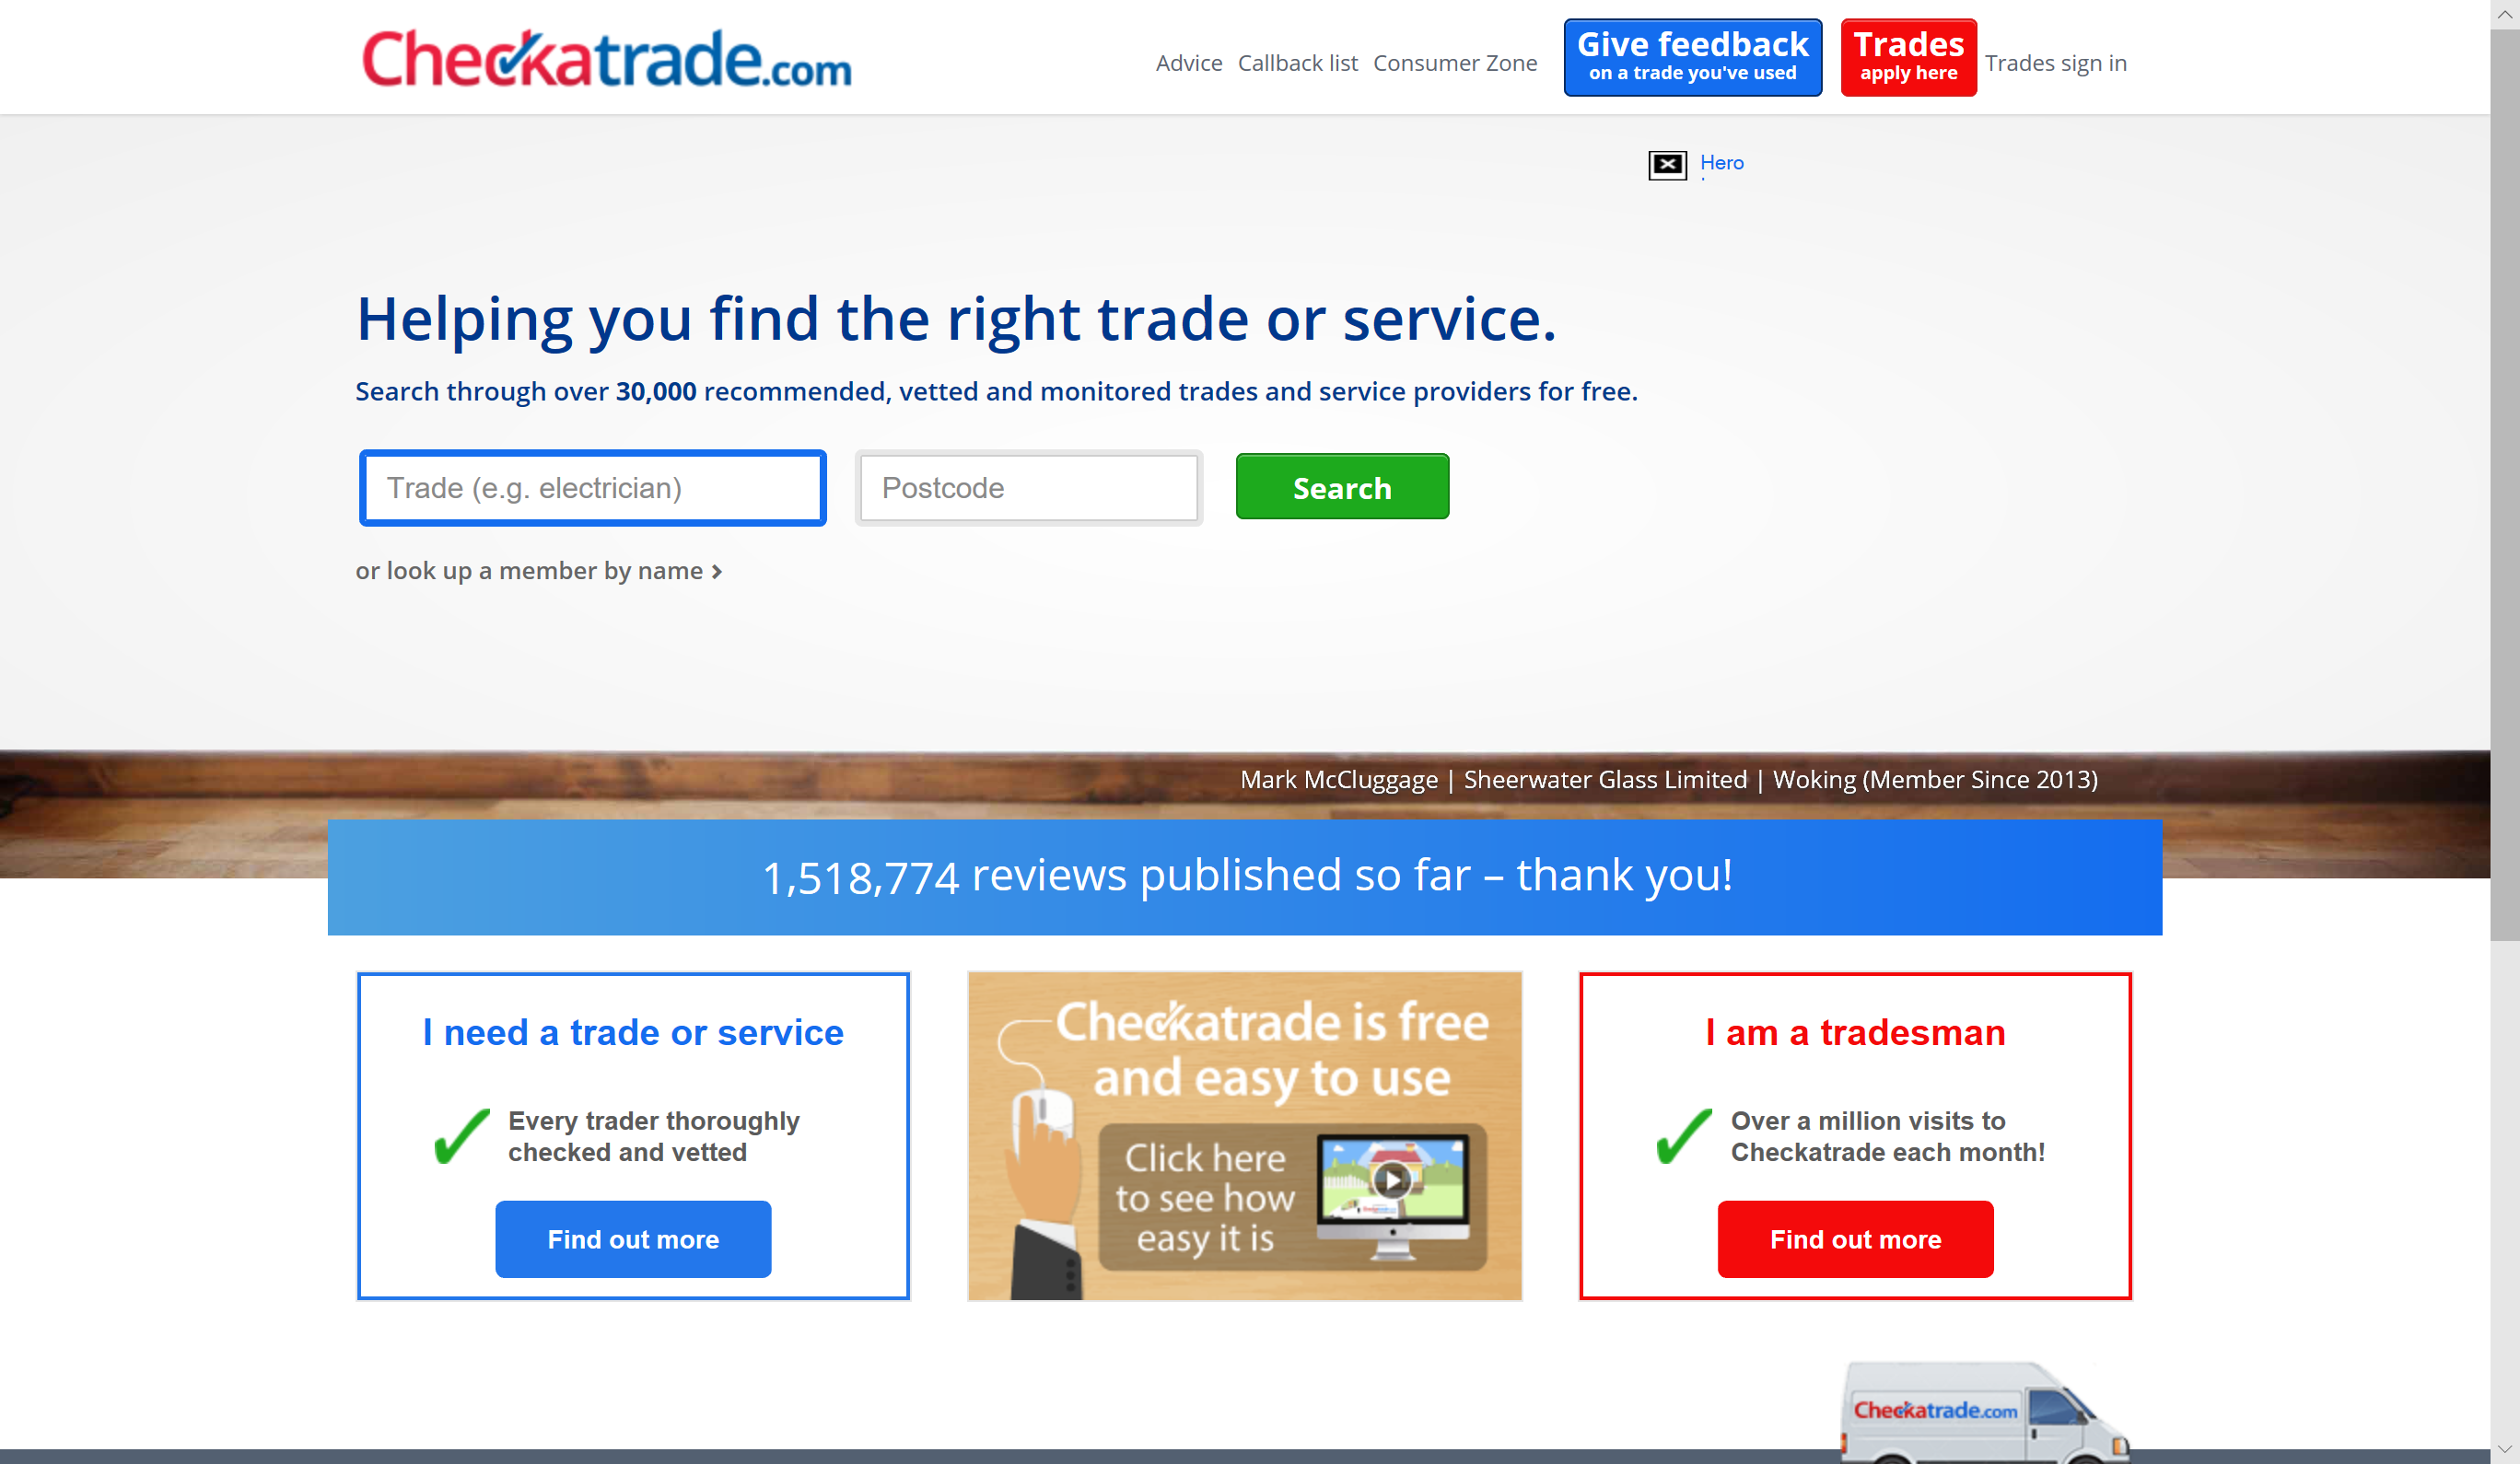 Checkatrade.com
Advice Callback list Consumer Zone
Give feedback
on a trade you've used
Trades
apply here
Trades sign in
Hero
Helping you find the right trade or service.
Search through over 30,000 recommended, vetted and monitored trades and service providers for free.
Trade (e.g. electrician)
Postcode
Search
or look up a member by name
Mark McCluggage | Sheerwater Glass Limited | Woking (Member Since 2013)
1,518,774 reviews published so far – thank you!
I need a trade or service
Every trader thoroughly
checked and vetted
Find out more
Checkatrade is free
and easy to use
Click here
to see how
easy it is
I am a tradesman
Over a million visits to
Checkatrade each month!
Find out more
Checkatrade.com